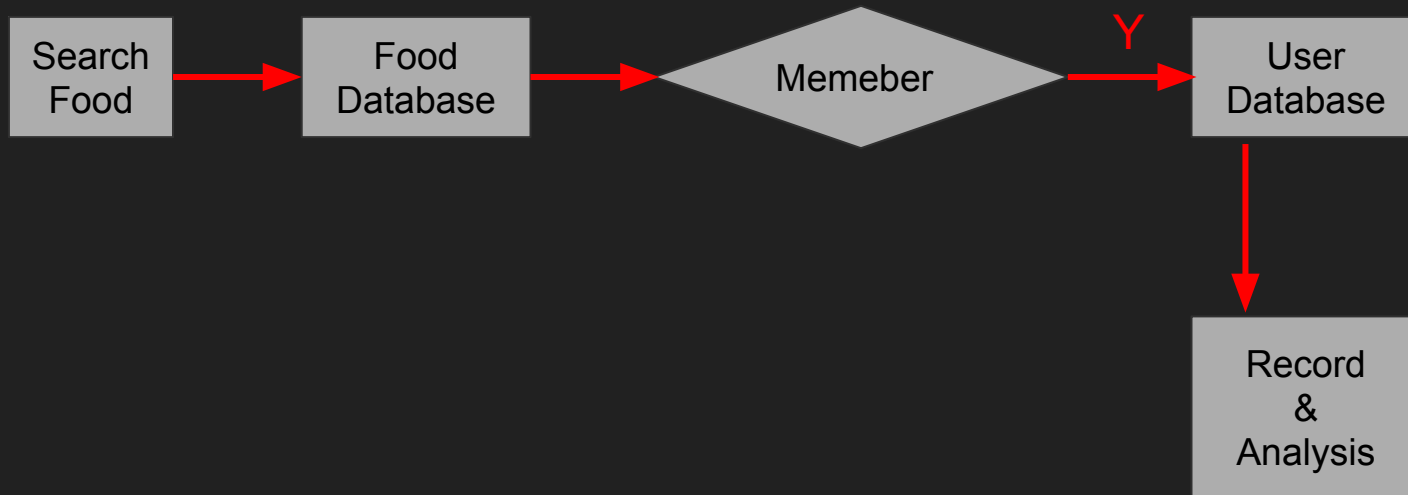 Search
Food
Food
Database
Memeber
Y
User
Database
Record
&
Analysis